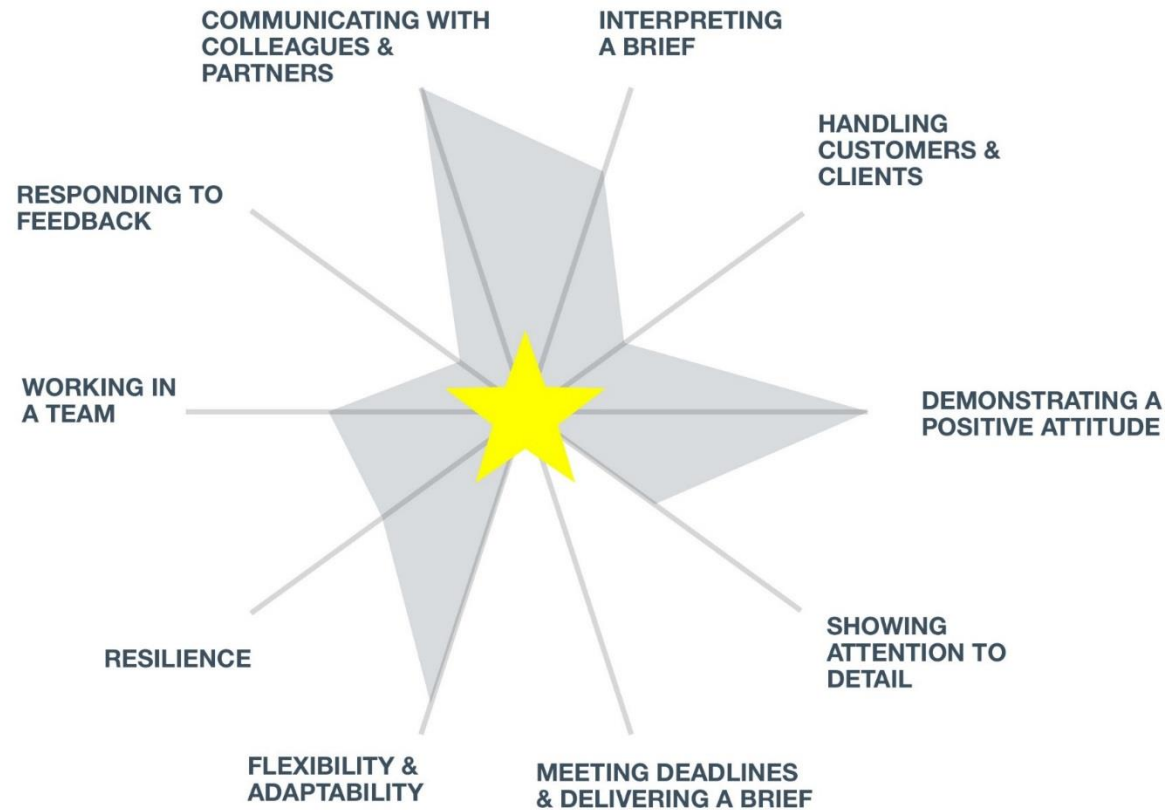 COMMUNICATING WITH
COLLEAGUES &
PARTNERS
INTERPRETING
A BRIEF
HANDLING
CUSTOMERS &
CLIENTS
RESPONDING TO
FEEDBACK
WORKING IN
A TEAM
DEMONSTRATING A
POSITIVE ATTITUDE
RESILIENCE
SHOWING
ATTENTION TO
DETAIL
FLEXIBILITY &
ADAPTABILITY
MEETING DEADLINES
& DELIVERING A BRIEF